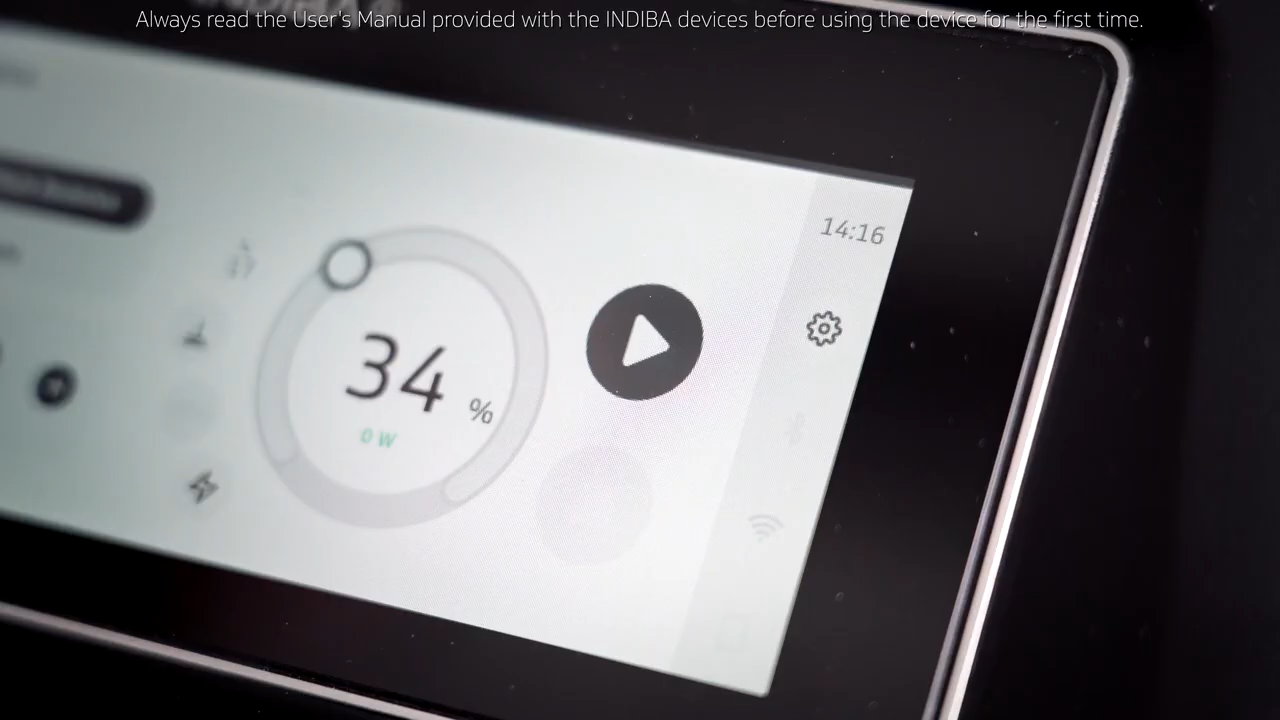 Always read the User's Manual provided with the INDIBA devices before using the device for the first time.
14:16
34 %
0 W